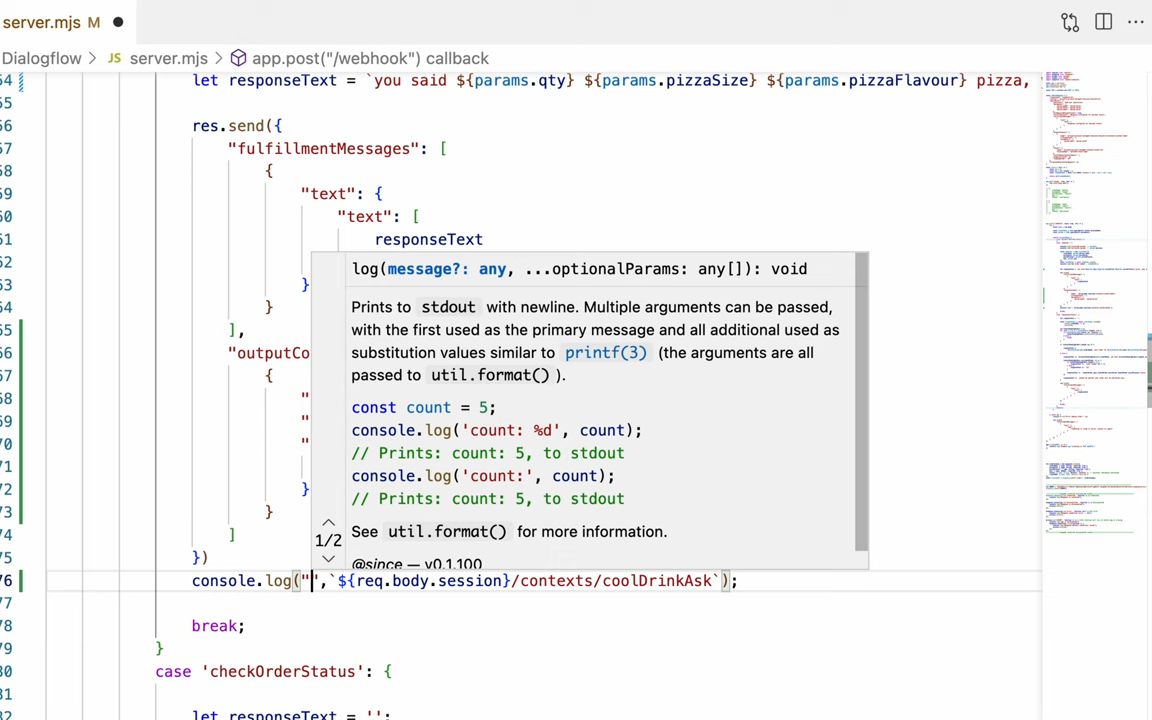 server.mjs M
Dialogflow > JS server.mjs > app.post("/webhook") callback
54 let responseText = `you said ${params.qty} ${params.pizzaSize} ${params.pizzaFlavour} pizza,
55
56 res.send({
57 "fulfillmentMessages": [
58 {
59 "text": {
60 "text": [
61 responseText
62
63 }
64 }
65 ],
66 "outputCo
67 {
68 "
69 "
70 "
71
72 }
73 }
74 ]
75 })
76 console.log("",`${req.body.session}/contexts/coolDrinkAsk`);
77
78 break;
79 }
80 case 'checkOrderStatus': {
81
82 let responseText = '';
log(message?: any, ...optionalParams: any[]): void
Prints to stdout with newline. Multiple arguments can be passed,
with the first used as the primary message and all additional used as
substitution values similar to printf(3) (the arguments are all
passed to util.format() ).
const count = 5;
console.log('count: %d', count);
// Prints: count: 5, to stdout
console.log('count:', count);
// Prints: count: 5, to stdout
See util.format() for more information.
1/2
@since — v0.1.100